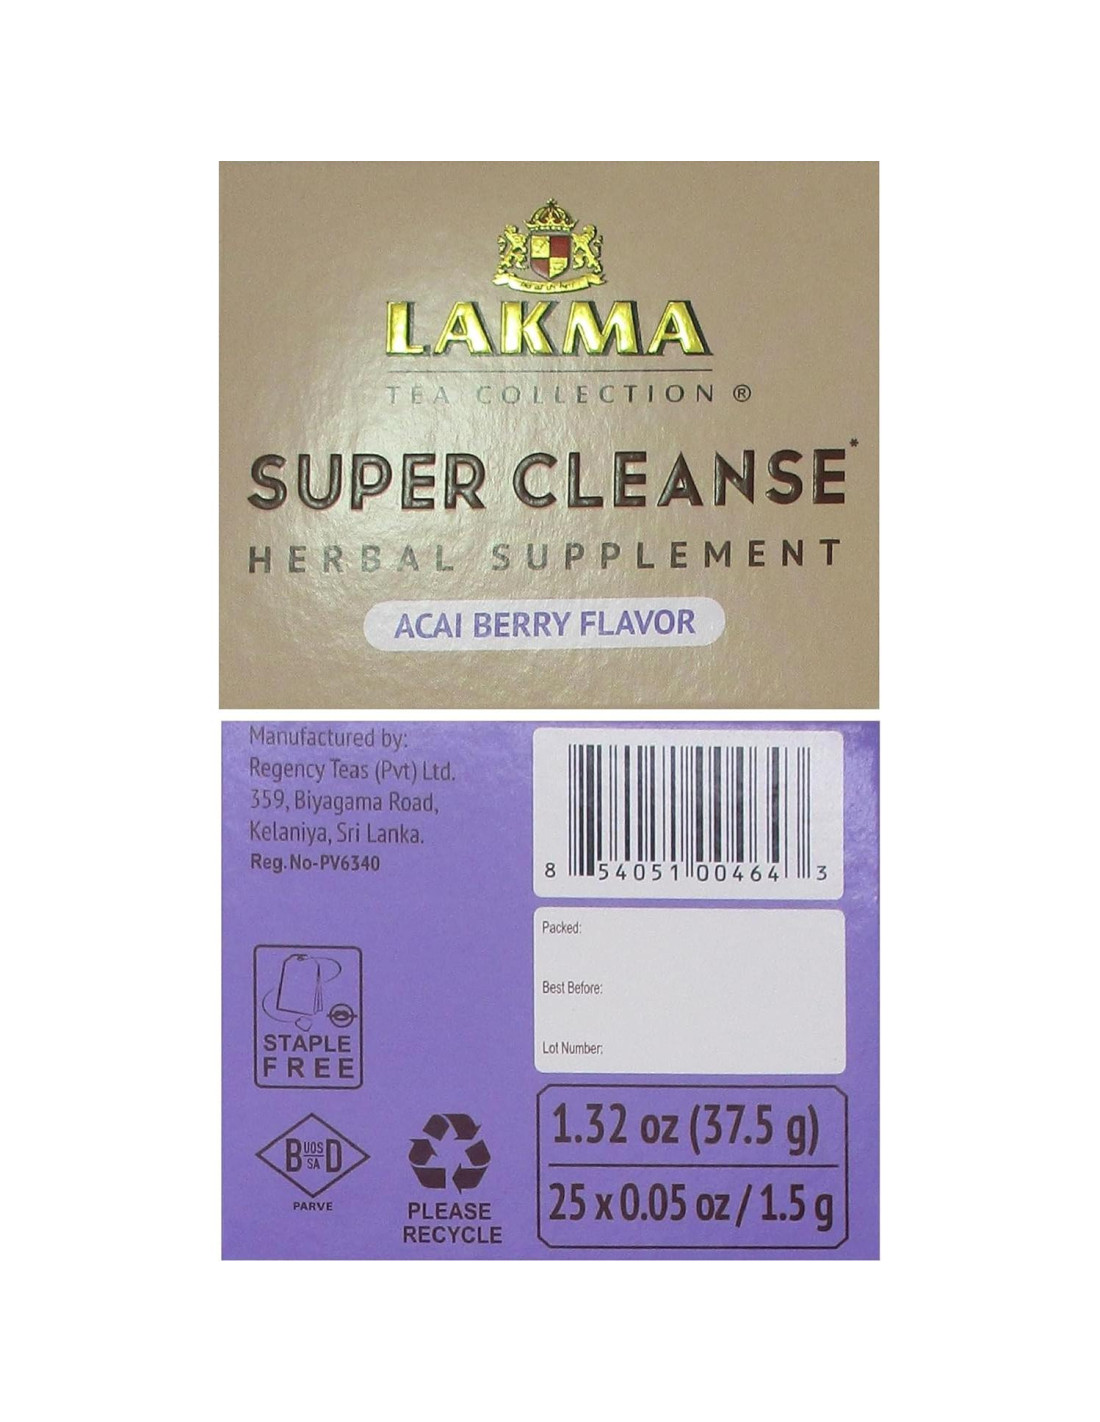 LAKMA
TEA COLLECTION ®
SUPER CLEANSE*
HERBAL SUPPLEMENT
ACAI BERRY FLAVOR
Manufactured by:
Regency Teas (Pvt) Ltd.
359, Biyagama Road,
Kelaniya, Sri Lanka.
Reg. No-PV6340
8 54051 00464 3
Packed:
Best Before:
Lot Number:
STAPLE
FREE
B UOS SA D
PARVE
PLEASE
RECYCLE
1.32 oz (37.5 g)
25 x 0.05 oz / 1.5 g